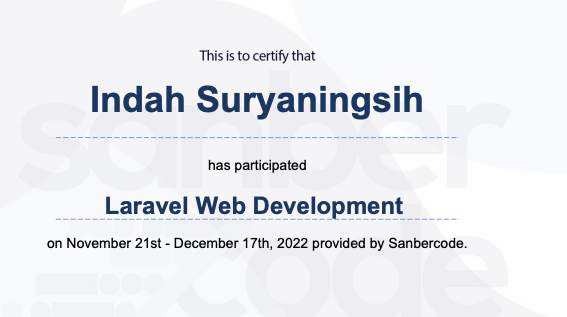 This is to certify that
Indah Suryaningsih
has participated
Laravel Web Development
on November 21st - December 17th, 2022 provided by Sanbercode.
sanber
code